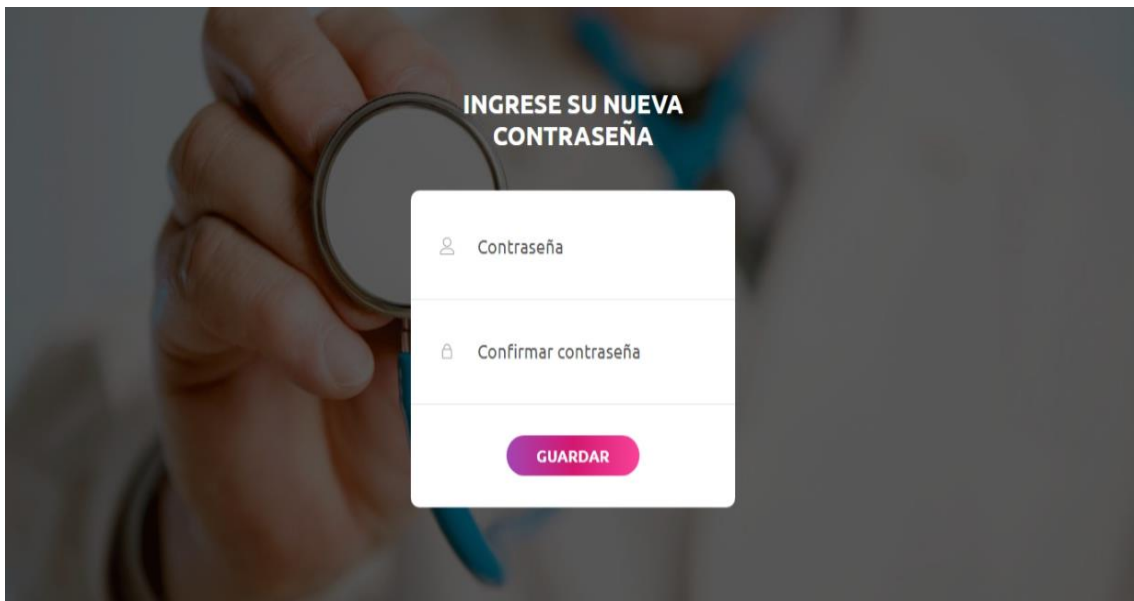 INGRESE SU NUEVA
CONTRASEÑA
Contraseña
Confirmar contraseña
GUARDAR